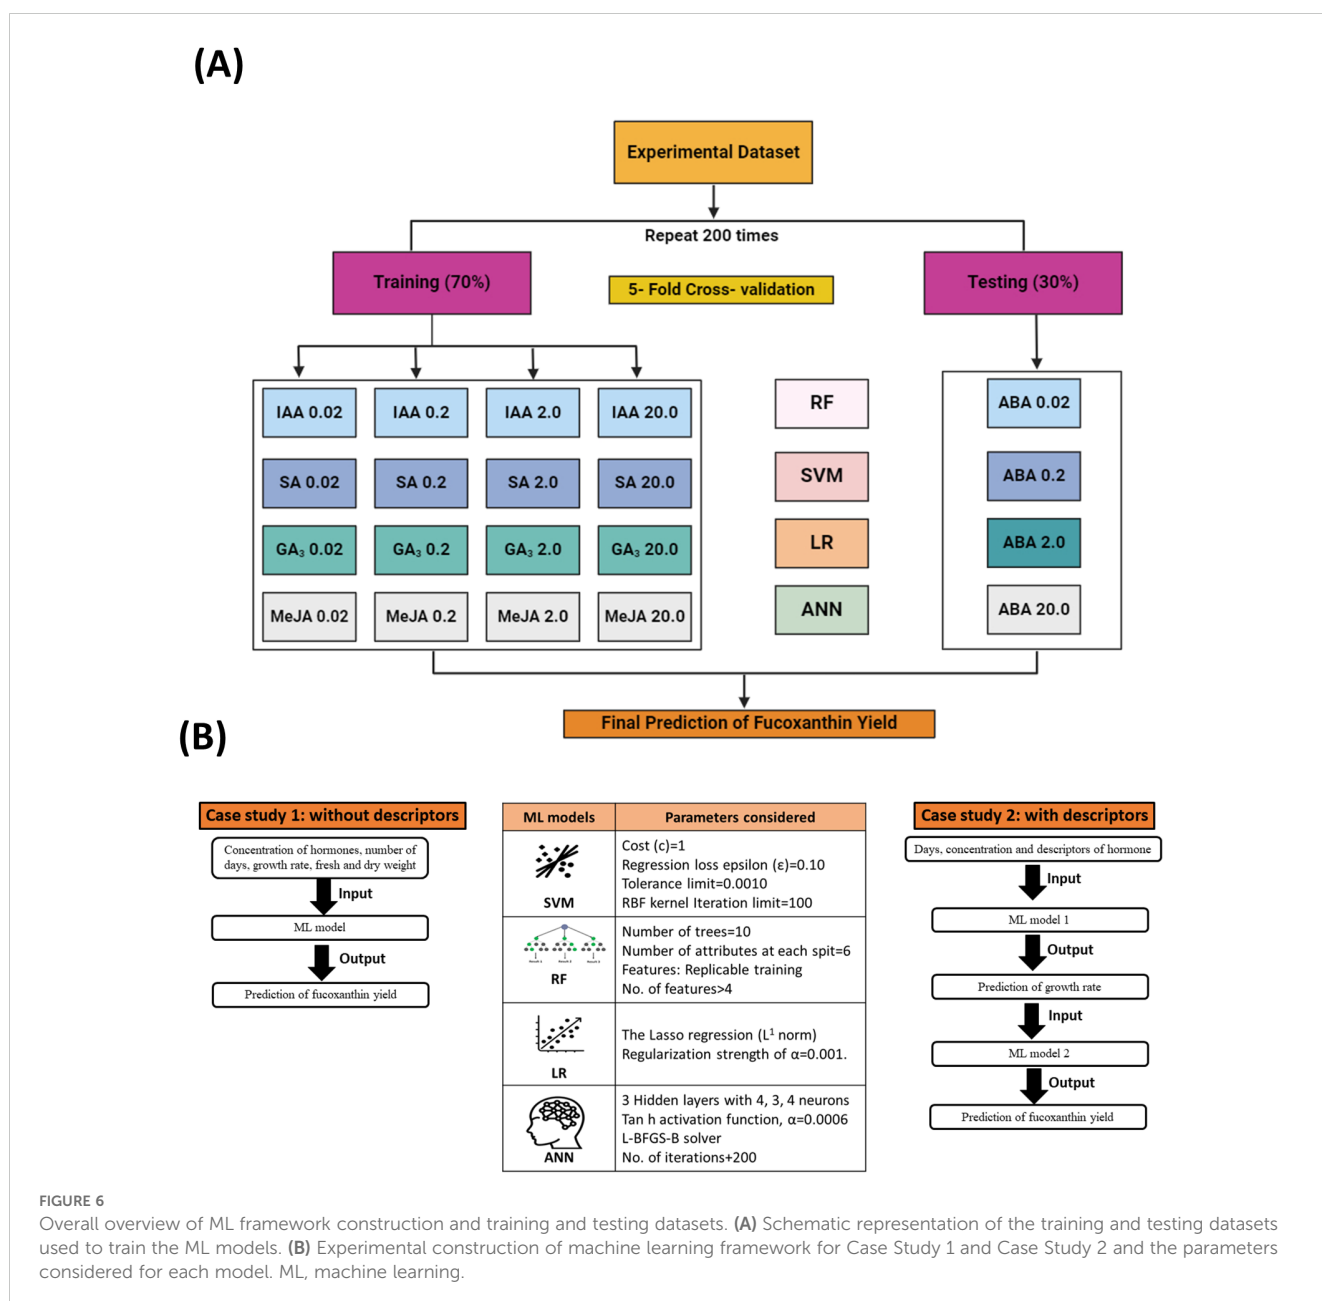 (A)
Experimental Dataset
Repeat 200 times
Training (70%)
5- Fold Cross- validation
Testing (30%)
IAA 0.02
IAA 0.2
IAA 2.0
IAA 20.0
RF
ABA 0.02
SA 0.02
SA 0.2
SA 2.0
SA 20.0
SVM
ABA 0.2
GA₃ 0.02
GA₃ 0.2
GA₃ 2.0
GA₃ 20.0
LR
ABA 2.0
MeJA 0.02
MeJA 0.2
MeJA 2.0
MeJA 20.0
ANN
ABA 20.0
Final Prediction of Fucoxanthin Yield
(B)
Case study 1: without descriptors
Concentration of hormones, number of
days, growth rate, fresh and dry weight
Input
ML model
Output
Prediction of fucoxanthin yield
ML models
Parameters considered
SVM
Cost (c)=1
Regression loss epsilon (ε)=0.10
Tolerance limit=0.0010
RBF kernel Iteration limit=100
RF
Number of trees=10
Number of attributes at each spit=6
Features: Replicable training
No. of features>4
LR
The Lasso regression (L¹ norm)
Regularization strength of α=0.001.
ANN
3 Hidden layers with 4, 3, 4 neurons
Tan h activation function, α=0.0006
L-BFGS-B solver
No. of iterations+200
Case study 2: with descriptors
Days, concentration and descriptors of hormone
Input
ML model 1
Output
Prediction of growth rate
Input
ML model 2
Output
Prediction of fucoxanthin yield
FIGURE 6
Overall overview of ML framework construction and training and testing datasets. (A) Schematic representation of the training and testing datasets
used to train the ML models. (B) Experimental construction of machine learning framework for Case Study 1 and Case Study 2 and the parameters
considered for each model. ML, machine learning.